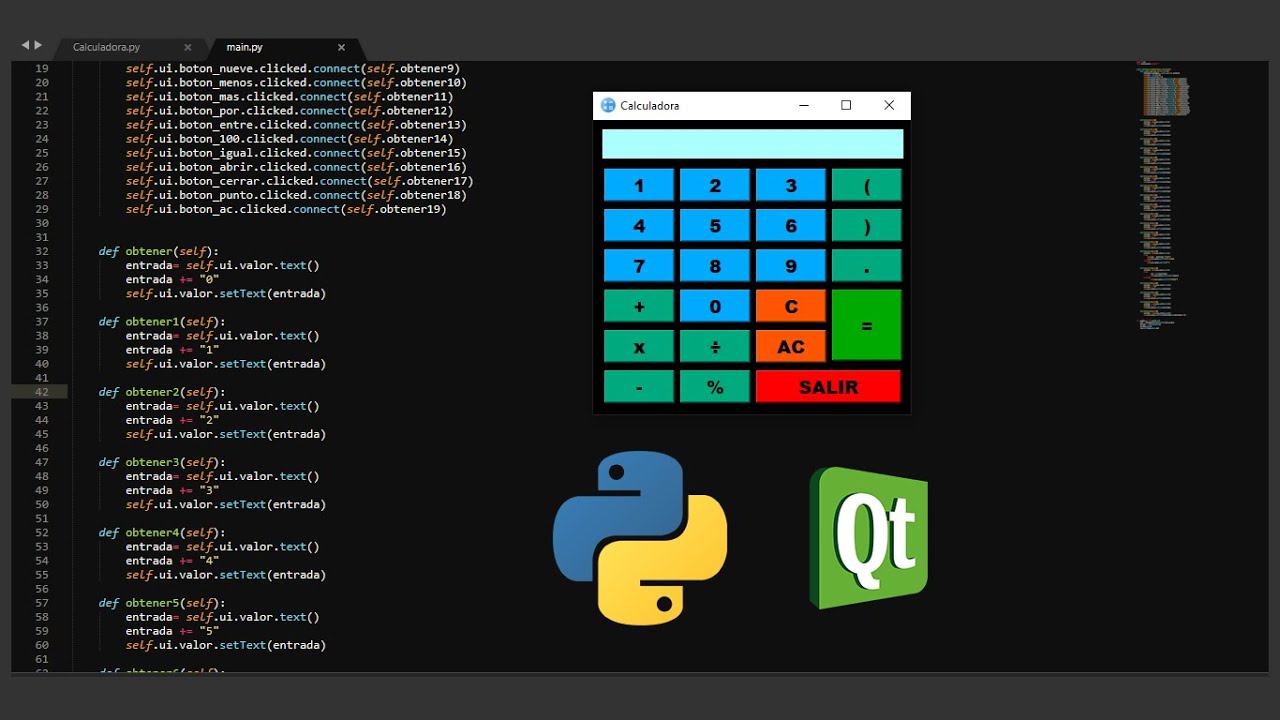 Calculadora.py × main.py ×
19 self.ui.boton_nueve.clicked.connect(self.obtener9)
20 self.ui.boton_menos.clicked.connect(self.obtener10)
21 self.ui.boton_mas.clicked.connect(self.obtener11)
22 self.ui.boton_por.clicked.connect(self.obtener12)
23 self.ui.boton_entre.clicked.connect(self.obtener13)
24 self.ui.boton_100.clicked.connect(self.obtener14)
25 self.ui.boton_igual.clicked.connect(self.obtener15)
26 self.ui.boton_abrir.clicked.connect(self.obtener16)
27 self.ui.boton_cerrar.clicked.connect(self.obtener17)
28 self.ui.boton_punto.clicked.connect(self.obtener18)
29 self.ui.boton_ac.clicked.connect(self.obtener19)
30
31
32 def obtener(self):
33 entrada= self.ui.valor.text()
34 entrada += "0"
35 self.ui.valor.setText(entrada)
36
37 def obtener1(self):
38 entrada= self.ui.valor.text()
39 entrada += "1"
40 self.ui.valor.setText(entrada)
41
42 def obtener2(self):
43 entrada= self.ui.valor.text()
44 entrada += "2"
45 self.ui.valor.setText(entrada)
46
47 def obtener3(self):
48 entrada= self.ui.valor.text()
49 entrada += "3"
50 self.ui.valor.setText(entrada)
51
52 def obtener4(self):
53 entrada= self.ui.valor.text()
54 entrada += "4"
55 self.ui.valor.setText(entrada)
56
57 def obtener5(self):
58 entrada= self.ui.valor.text()
59 entrada += "5"
60 self.ui.valor.setText(entrada)
61
Calculadora
1 2 3 (
4 5 6 )
7 8 9 .
+ 0 C =
x ÷ AC
- % SALIR
Qt